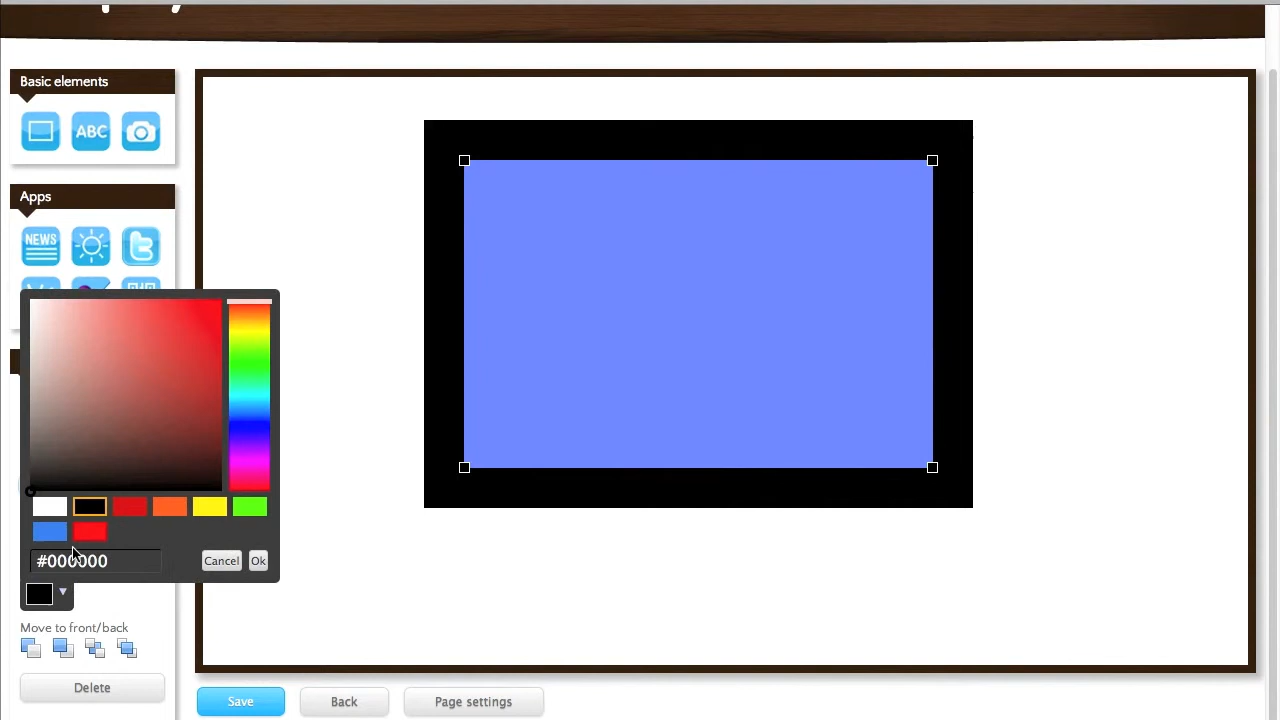 Basic elements
ABC
Apps
NEWS
#000000
Cancel
Ok
Move to front/back
Delete
Save
Back
Page settings